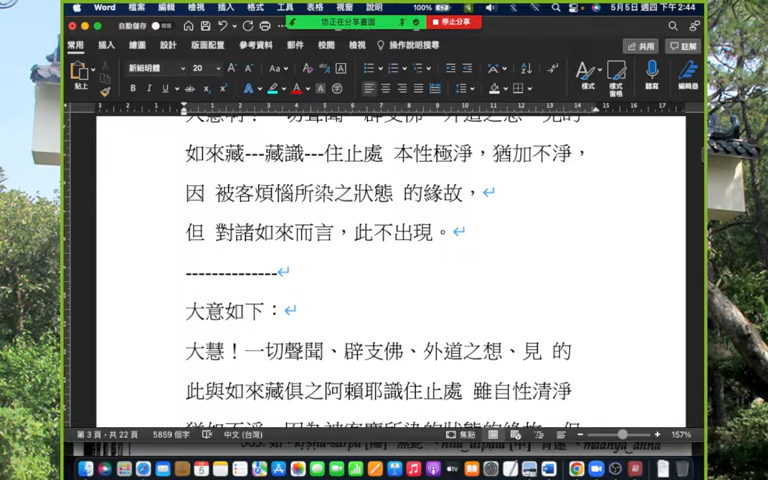 Word 檔案 編輯 檢視 插入 格式 工具 表格 視窗 說明 100% 5月5日 週四 下午2:44
您正在分享畫面 停止分享
自動儲存
常用 插入 繪圖 設計 版面配置 參考資料 郵件 校閱 檢視 操作說明搜尋 共用 註解
貼上 新細明體 20 樣式 樣式窗格 聽寫 編輯器
如來藏---藏識---住止處 本性極淨,猶加不淨,
因 被客煩惱所染之狀態 的緣故,
但 對諸如來而言,此不出現。
--------------
大意如下:
大慧!一切聲聞、辟支佛、外道之想、見 的
此與如來藏俱之阿賴耶識住止處 雖自性清淨
第 3 頁,共 22 頁 5859 個字 中文 (台灣) 焦點 157%